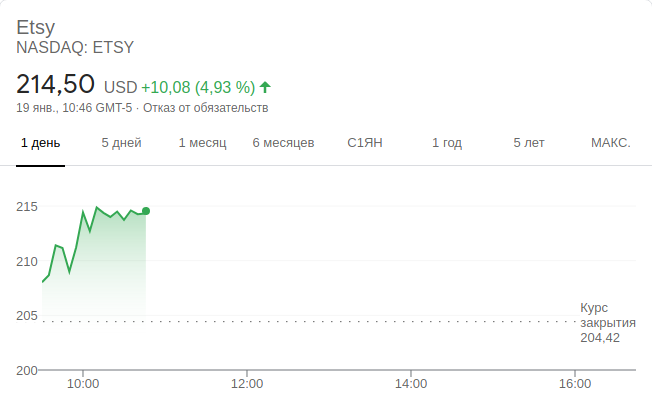 Etsy
NASDAQ: ETSY
214,50 USD +10,08 (4,93 %)
19 янв., 10:46 GMT-5 · Отказ от обязательств
1 день 5 дней 1 месяц 6 месяцев С1ЯН 1 год 5 лет МАКС.
215
210
205
200
Курс
закрытия
204,42
10:00 12:00 14:00 16:00